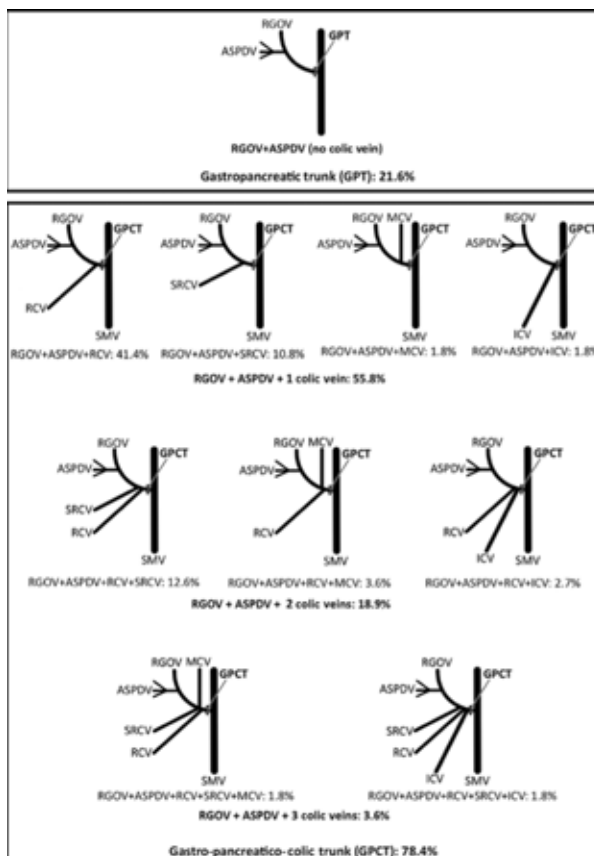 RGOV
GPT
ASPDV
RGOV+ASPDV (no colic vein)
Gastropancreatic trunk (GPT): 21.6%
RGOV GPCT RGOV GPCT RGOV MCV GPCT RGOV GPCT
ASPDV ASPDV ASPDV ASPDV
SRCV
RCV
ICV
SMV SMV SMV SMV
RGOV+ASPDV+RCV: 41.4% RGOV+ASPDV+SRCV: 10.8% RGOV+ASPDV+MCV: 1.8% RGOV+ASPDV+ICV: 1.8%
RGOV + ASPDV + 1 colic vein: 55.8%
RGOV GPCT RGOV MCV GPCT RGOV GPCT
ASPDV ASPDV ASPDV
SRCV
RCV RCV RCV
ICV
SMV SMV SMV
RGOV+ASPDV+RCV+SRCV: 12.6% RGOV+ASPDV+RCV+MCV: 3.6% RGOV+ASPDV+RCV+ICV: 2.7%
RGOV + ASPDV + 2 colic veins: 18.9%
RGOV MCV GPCT RGOV GPCT
ASPDV ASPDV
SRCV SRCV
RCV RCV
ICV
SMV SMV
RGOV+ASPDV+RCV+SRCV+MCV: 1.8% RGOV+ASPDV+RCV+SRCV+ICV: 1.8%
RGOV + ASPDV + 3 colic veins: 3.6%
Gastro-pancreatico-colic trunk (GPCT): 78.4%